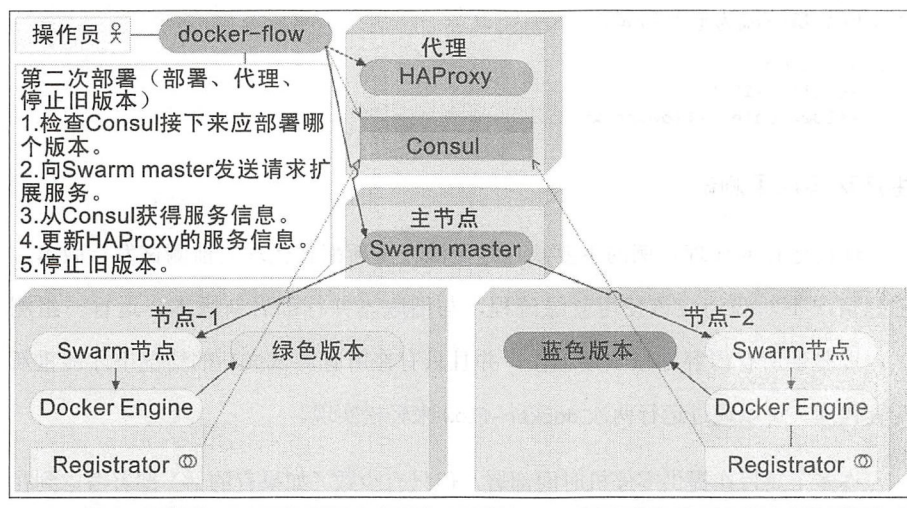 操作员
docker-flow
第二次部署（部署、代理、
停止旧版本）
1.检查Consul接下来应部署哪
个版本。
2.向Swarm master发送请求扩
展服务。
3.从Consul获得服务信息。
4.更新HAProxy的服务信息。
5.停止旧版本。
代理
HAProxy
Consul
主节点
Swarm master
节点-1
Swarm节点
绿色版本
Docker Engine
Registrator
节点-2
蓝色版本
Swarm节点
Docker Engine
Registrator